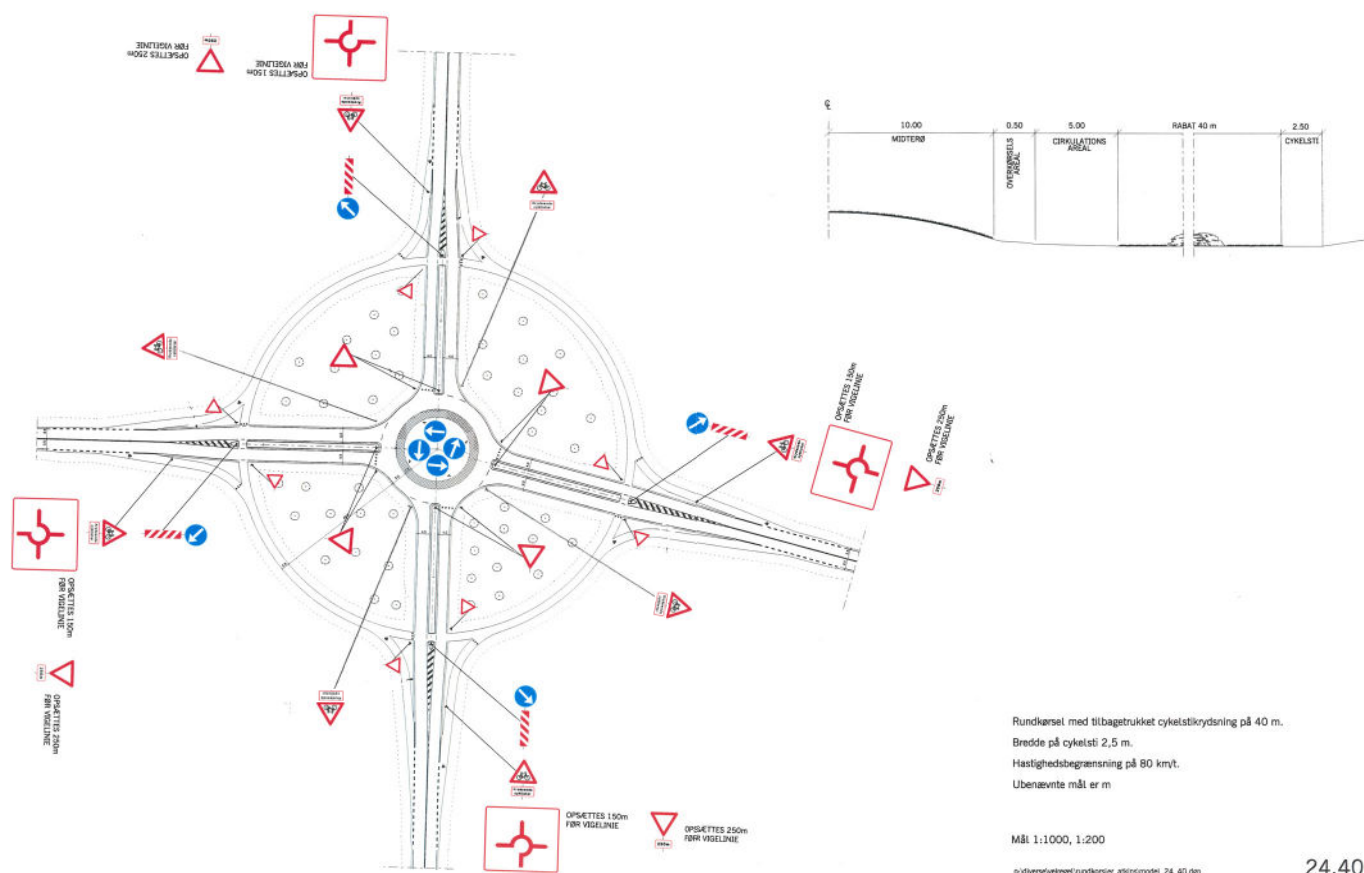 OPSÆTTES 250m
FØR VIGELINIE
OPSÆTTES 150m
FØR VIGELINIE
℄
10.00
0.50
5.00
RABAT 40 m
2.50
MIDTERØ
OVERKØRSELS
AREAL
CIRKULATIONS
AREAL
CYKELSTI
OPSÆTTES 150m
FØR VIGELINIE
OPSÆTTES 250m
FØR VIGELINIE
OPSÆTTES 150m
FØR VIGELINIE
OPSÆTTES 250m
FØR VIGELINIE
OPSÆTTES 150m
FØR VIGELINIE
OPSÆTTES 250m
FØR VIGELINIE
Rundkørsel med tilbagetrukket cykelstikrydsning på 40 m.
Bredde på cykelsti 2,5 m.
Hastighedsbegrænsning på 80 km/t.
Ubenævnte mål er m
Mål 1:1000, 1:200
24.40